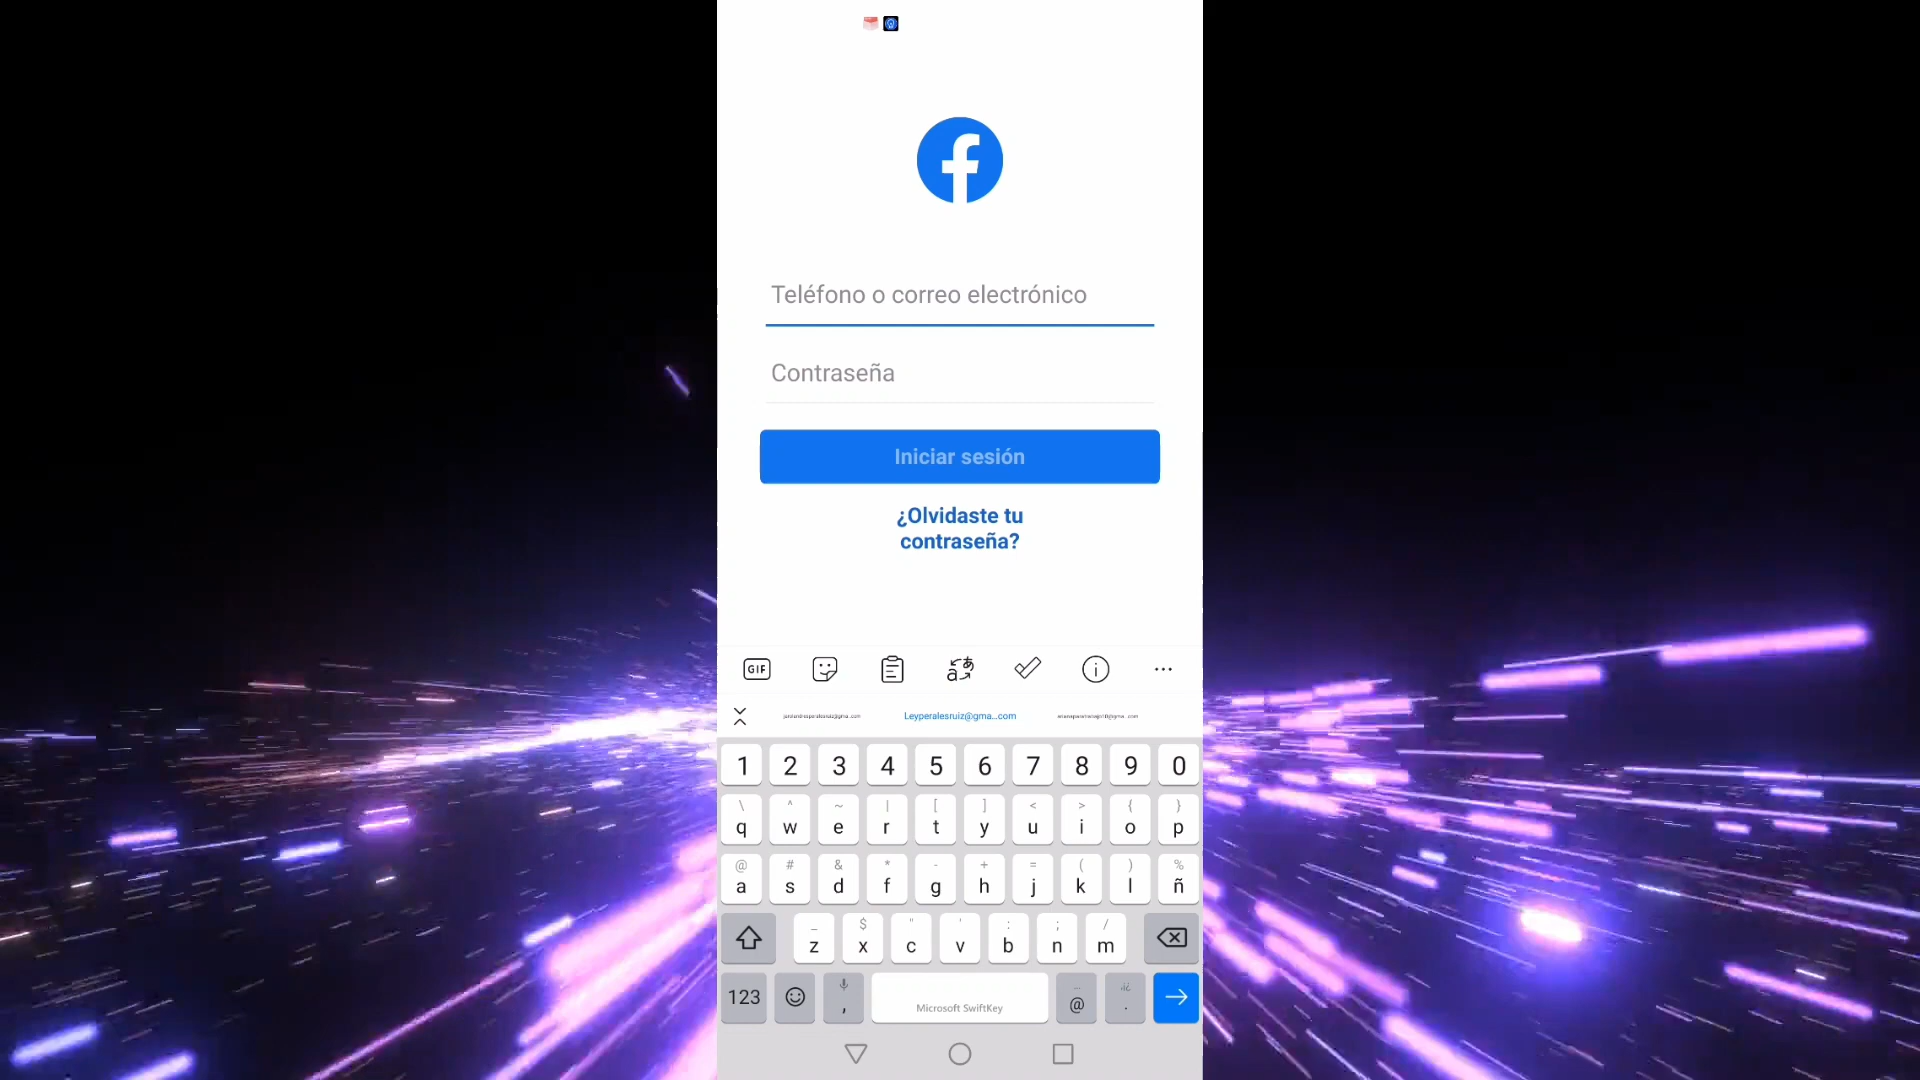 Teléfono o correo electrónico
Contraseña
Iniciar sesión
¿Olvidaste tu
contraseña?
GIF
Leyperalesruiz@gma...com
1 2 3 4 5 6 7 8 9 0
\ ^ ~ | [ ] < > { }
q w e r t y u i o p
@ # & * - + = ( ) %
a s d f g h j k l ñ
_ $ " ' : ; /
z x c v b n m
123 , Microsoft SwiftKey @ .